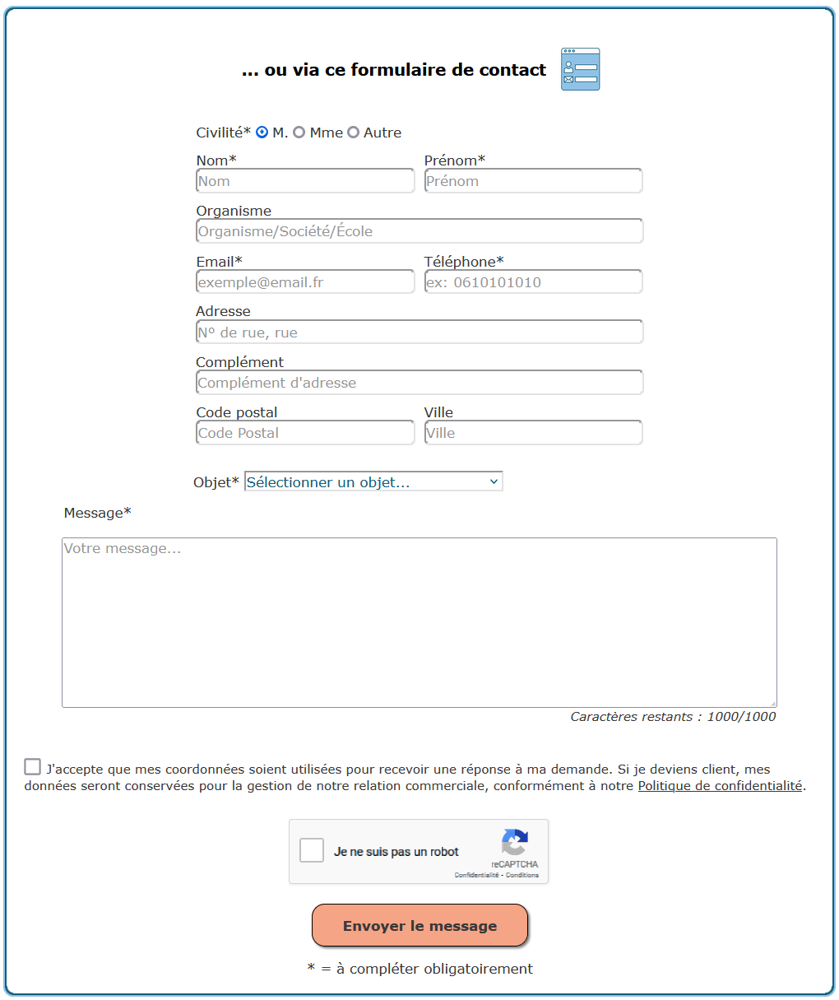 ... ou via ce formulaire de contact
Civilité* M. Mme Autre
Nom* Prénom*
Nom Prénom
Organisme
Organisme/Société/École
Email* Téléphone*
exemple@email.fr ex: 0610101010
Adresse
N° de rue, rue
Complément
Complément d'adresse
Code postal Ville
Code Postal Ville
Objet* Sélectionner un objet...
Message*
Votre message...
Caractères restants : 1000/1000
J'accepte que mes coordonnées soient utilisées pour recevoir une réponse à ma demande. Si je deviens client, mes
données seront conservées pour la gestion de notre relation commerciale, conformément à notre Politique de confidentialité.
Je ne suis pas un robot
reCAPTCHA
Confidentialité - Conditions
Envoyer le message
* = à compléter obligatoirement